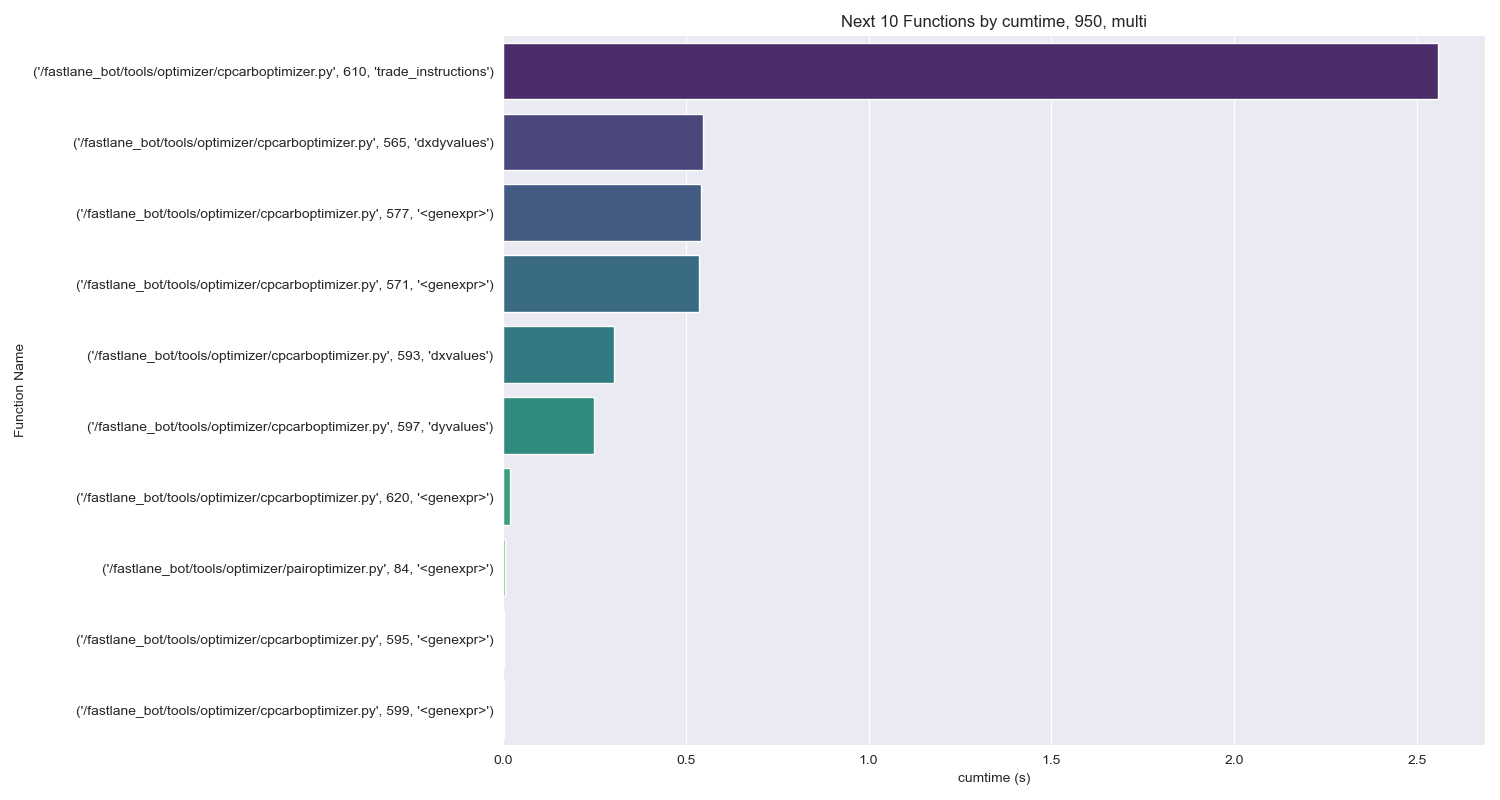 Next 10 Functions by cumtime, 950, multi
Function Name
('/fastlane_bot/tools/optimizer/cpcarboptimizer.py', 610, 'trade_instructions')
('/fastlane_bot/tools/optimizer/cpcarboptimizer.py', 565, 'dxdyvalues')
('/fastlane_bot/tools/optimizer/cpcarboptimizer.py', 577, '<genexpr>')
('/fastlane_bot/tools/optimizer/cpcarboptimizer.py', 571, '<genexpr>')
('/fastlane_bot/tools/optimizer/cpcarboptimizer.py', 593, 'dxvalues')
('/fastlane_bot/tools/optimizer/cpcarboptimizer.py', 597, 'dyvalues')
('/fastlane_bot/tools/optimizer/cpcarboptimizer.py', 620, '<genexpr>')
('/fastlane_bot/tools/optimizer/pairoptimizer.py', 84, '<genexpr>')
('/fastlane_bot/tools/optimizer/cpcarboptimizer.py', 595, '<genexpr>')
('/fastlane_bot/tools/optimizer/cpcarboptimizer.py', 599, '<genexpr>')
0.0 0.5 1.0 1.5 2.0 2.5
cumtime (s)